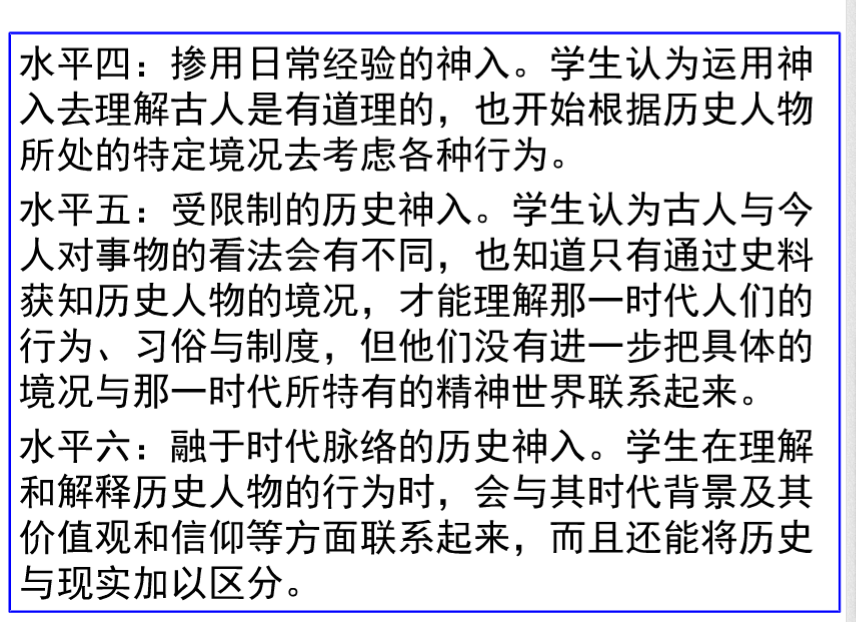 水平四：掺用日常经验的神入。学生认为运用神
入去理解古人是有道理的，也开始根据历史人物
所处的特定境况去考虑各种行为。
水平五：受限制的历史神入。学生认为古人与今
人对事物的看法会有不同，也知道只有通过史料
获知历史人物的境况，才能理解那一时代人们的
行为、习俗与制度，但他们没有进一步把具体的
境况与那一时代所特有的精神世界联系起来。
水平六：融于时代脉络的历史神入。学生在理解
和解释历史人物的行为时，会与其时代背景及其
价值观和信仰等方面联系起来，而且还能将历史
与现实加以区分。